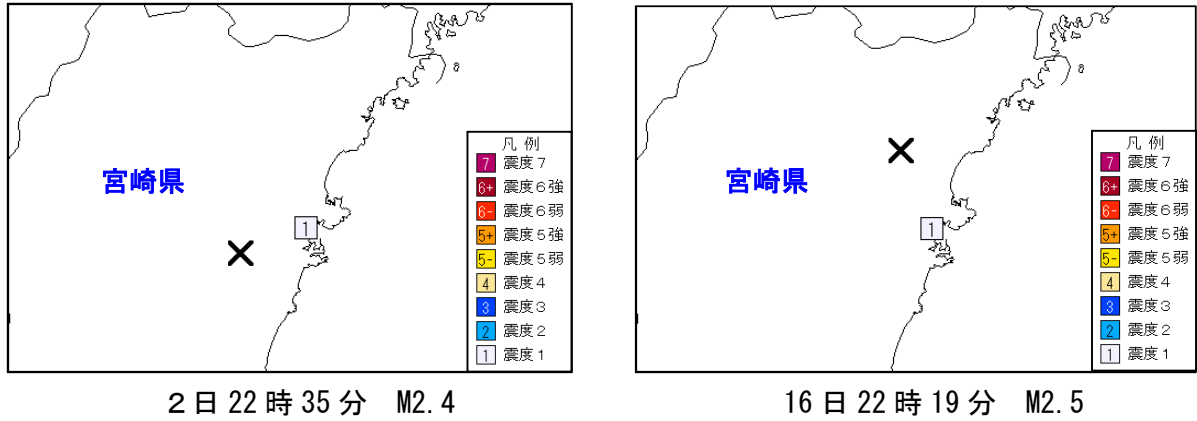 宮崎県
1
凡例
7 震度7
6+ 震度6強
6- 震度6弱
5+ 震度5強
5- 震度5弱
4 震度4
3 震度3
2 震度2
1 震度1
2日22時35分 M2.4
宮崎県
1
凡例
7 震度7
6+ 震度6強
6- 震度6弱
5+ 震度5強
5- 震度5弱
4 震度4
3 震度3
2 震度2
1 震度1
16日22時19分 M2.5